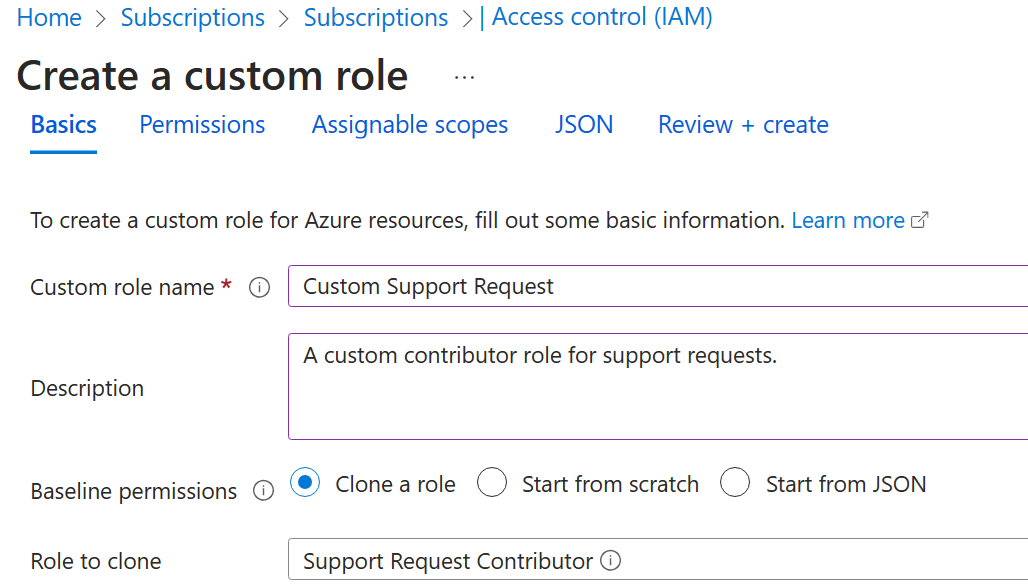 Home > Subscriptions > Subscriptions > | Access control (IAM)
Create a custom role ...
Basics Permissions Assignable scopes JSON Review + create
To create a custom role for Azure resources, fill out some basic information. Learn more
Custom role name * Custom Support Request
A custom contributor role for support requests.
Description
Baseline permissions Clone a role Start from scratch Start from JSON
Role to clone Support Request Contributor